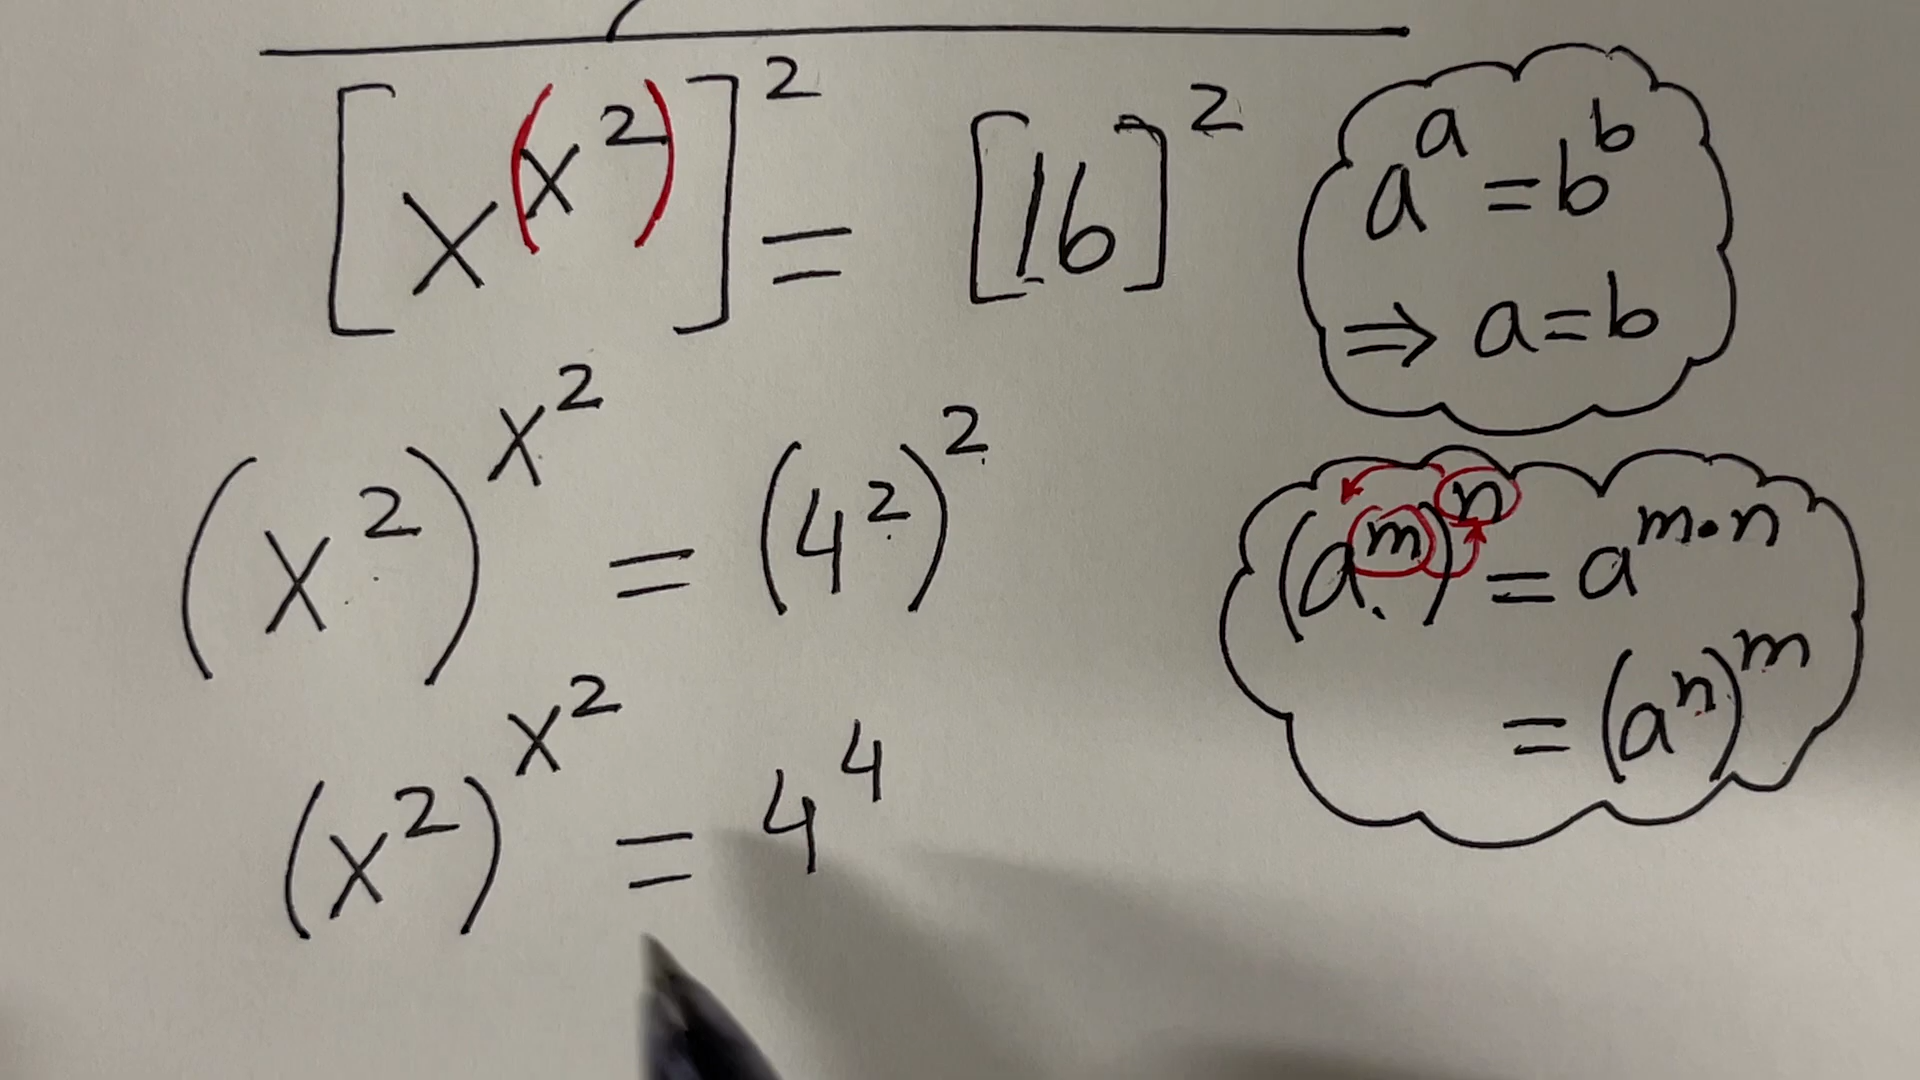 [x^(x^2)]^2 = [16]^2
(x^2)^x^2 = (4^2)^2
(x^2)^x^2 = 4^4
a^a = b^b
⇒ a = b
(a^m)^n = a^m·n
= (a^n)^m